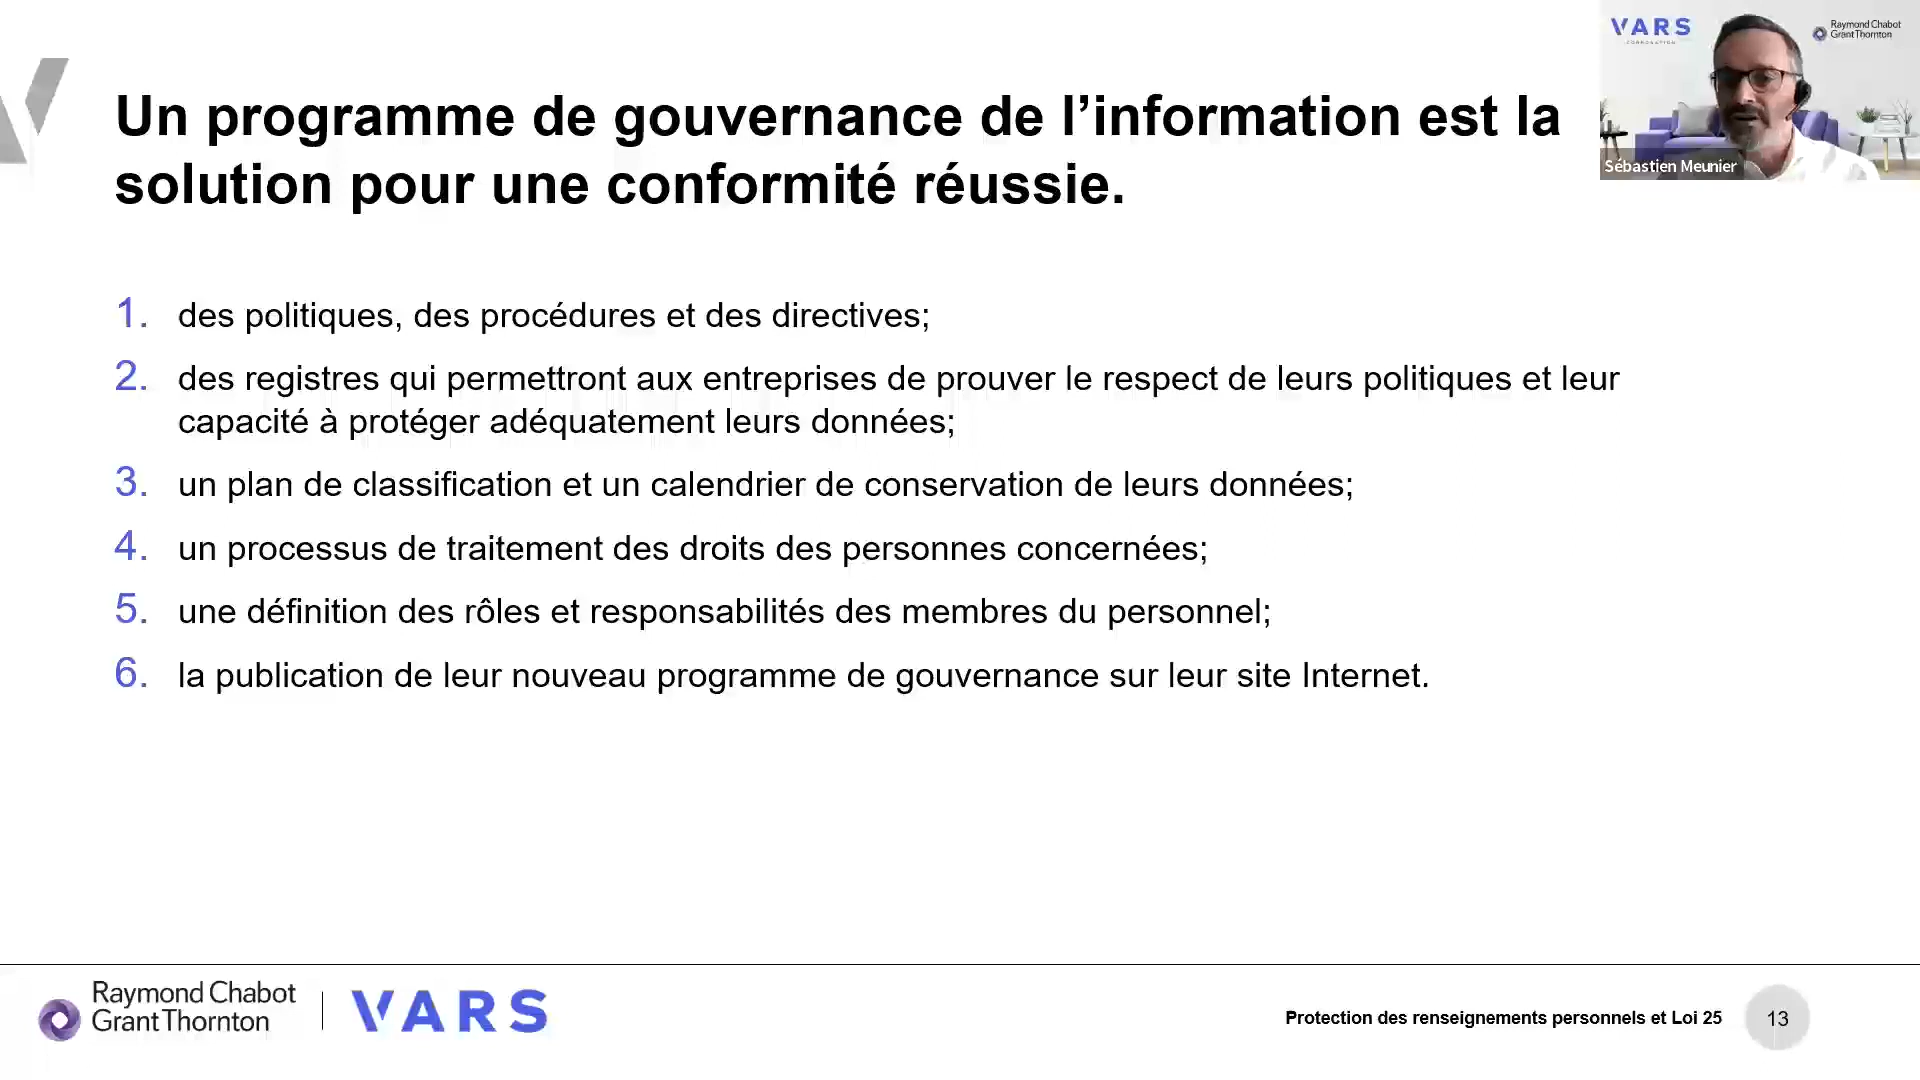 Un programme de gouvernance de l’information est la
solution pour une conformité réussie.
VARS
CORPORATION
Raymond Chabot
Grant Thornton
Sébastien Meunier
1. des politiques, des procédures et des directives;
2. des registres qui permettront aux entreprises de prouver le respect de leurs politiques et leur
capacité à protéger adéquatement leurs données;
3. un plan de classification et un calendrier de conservation de leurs données;
4. un processus de traitement des droits des personnes concernées;
5. une définition des rôles et responsabilités des membres du personnel;
6. la publication de leur nouveau programme de gouvernance sur leur site Internet.
Raymond Chabot
Grant Thornton
VARS
Protection des renseignements personnels et Loi 25
13